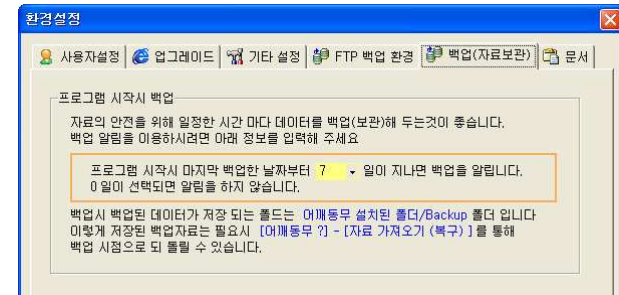 환경설정
사용자설정 업그레이드 기타 설정 FTP 백업 환경 백업(자료보관) 문서
프로그램 시작시 백업
자료의 안전을 위해 일정한 시간 마다 데이터를 백업(보관)해 두는것이 좋습니다.
백업 알림을 이용하시려면 아래 정보를 입력해 주세요
프로그램 시작시 마지막 백업한 날짜부터 7 일이 지나면 백업을 알립니다.
0 일이 선택되면 알림을 하지 않습니다.
백업시 백업된 데이터가 저장 되는 폴드는 어깨동무 설치된 폴더/Backup 폴더 입니다
이렇게 저장된 백업자료는 필요시 [어깨동무 ?] - [자료 가져오기 (복구) ] 를 통해
백업 시점으로 되 돌릴 수 있습니다.